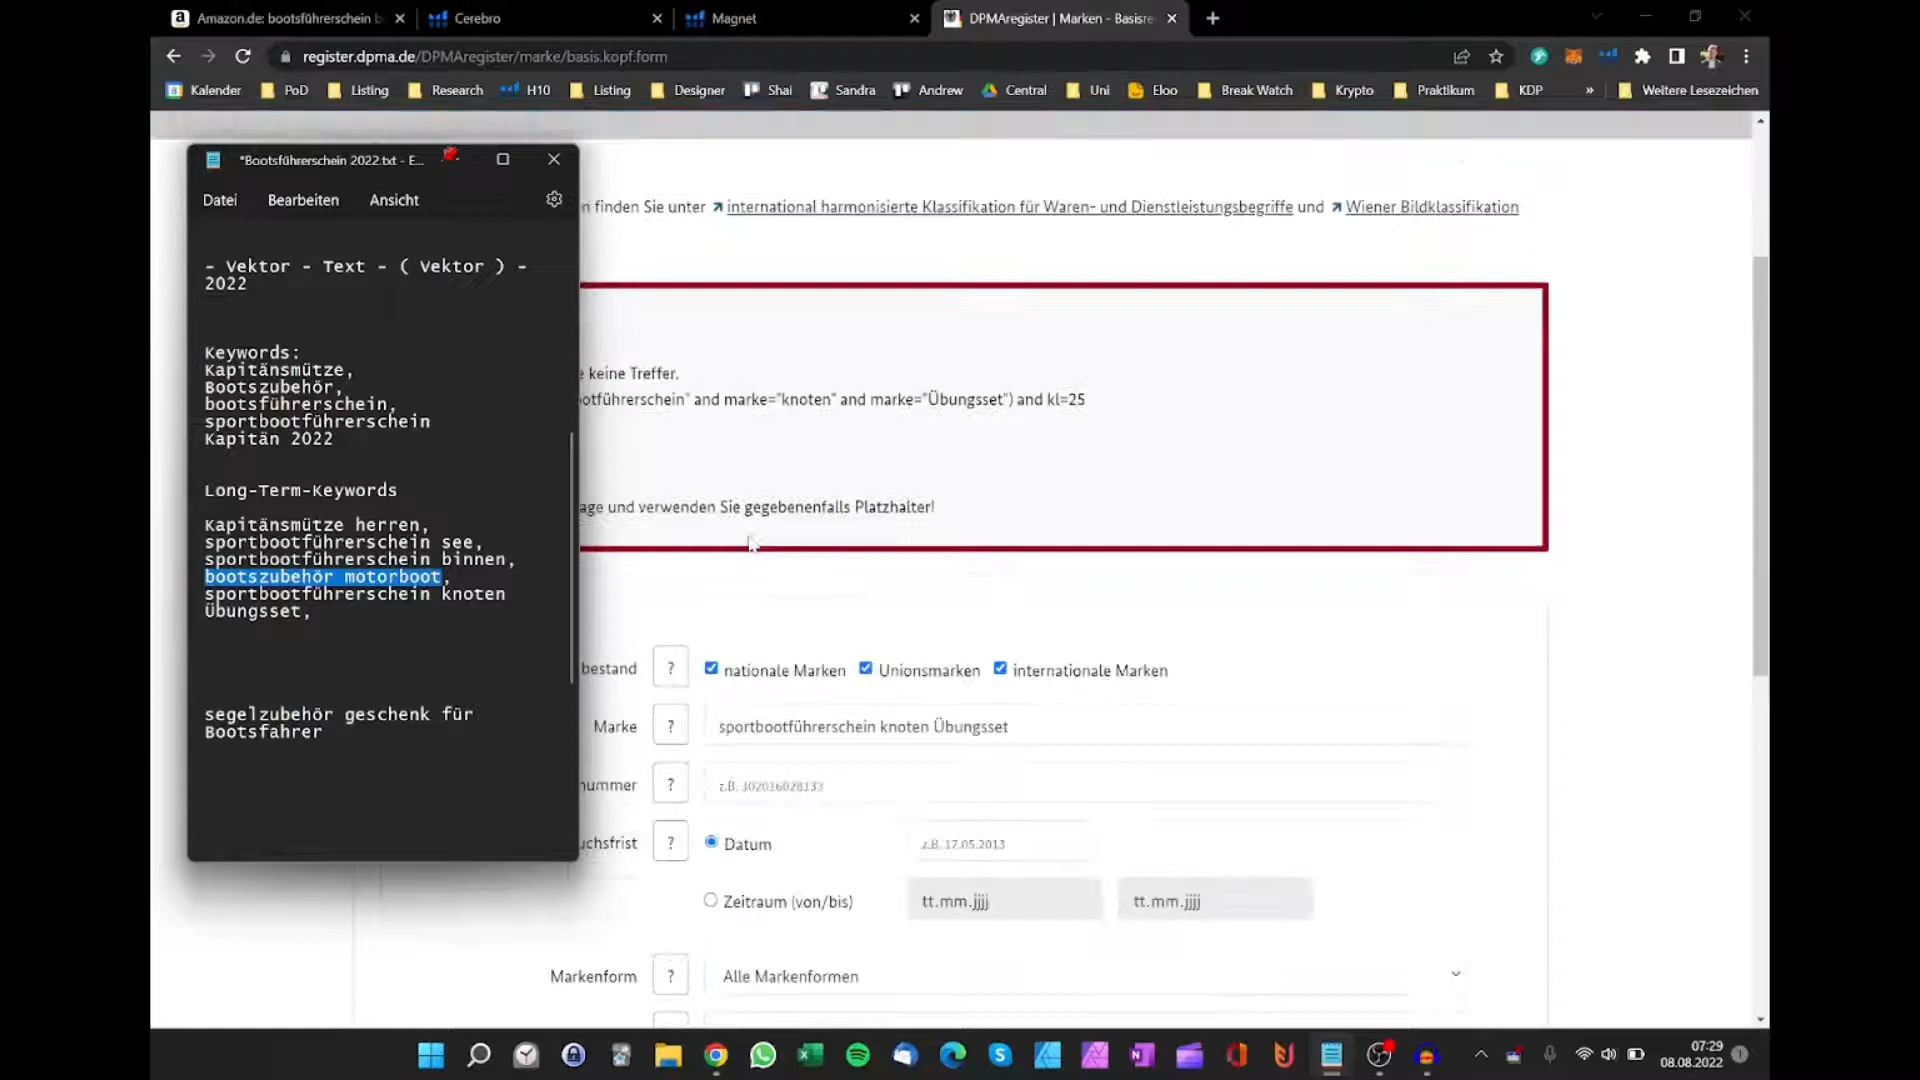 Amazon.de: bootsführerschein b
Cerebro
Magnet
DPMAregister | Marken - Basisre
register.dpma.de/DPMAregister/marke/basis.kopf.form
Kalender
PoD
Listing
Research
H10
Listing
Designer
Shai
Sandra
Andrew
Central
Uni
Eloo
Break Watch
Krypto
Praktikum
KDP
»
Weitere Lesezeichen
*Bootsführerschein 2022.txt - E...
Datei
Bearbeiten
Ansicht
- Vektor - Text - ( Vektor ) -
2022
Keywords:
Kapitänsmütze,
Bootszubehör,
bootsführerschein,
sportbootführerschein
Kapitän 2022
Long-Term-Keywords
Kapitänsmütze herren,
sportbootführerschein see,
sportbootführerschein binnen,
bootszubehör motorboot,
sportbootführerschein knoten
Übungsset,
segelzubehör geschenk für
Bootsfahrer
n finden Sie unter international harmonisierte Klassifikation für Waren- und Dienstleistungsbegriffe und Wiener Bildklassifikation
e keine Treffer.
otführerschein" and marke="knoten" and marke="Übungsset") and kl=25
age und verwenden Sie gegebenenfalls Platzhalter!
bestand ? nationale Marken Unionsmarken internationale Marken
Marke ? sportbootführerschein knoten Übungsset
nummer ? z.B. 302016028133
uchsfrist ? Datum z.B. 17.05.2013
Zeitraum (von/bis) tt.mm.jjjj tt.mm.jjjj
Markenform ? Alle Markenformen
07:29
08.08.2022